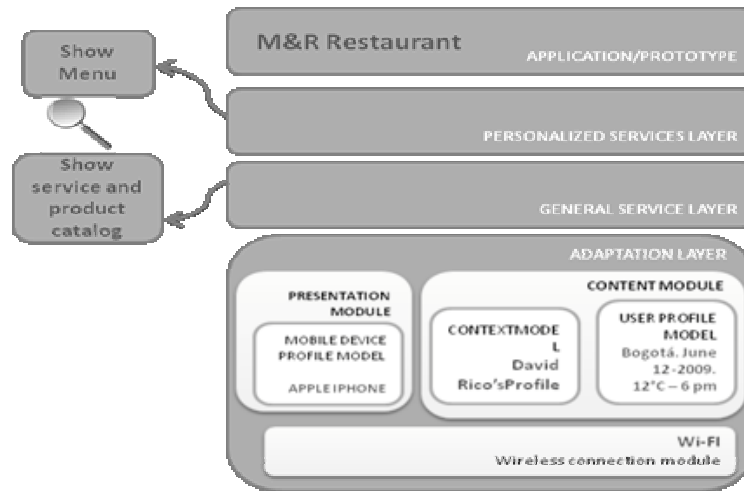 M&R Restaurant
APPLICATION/PROTOTYPE
Show
Menu
PERSONALIZED SERVICES LAYER
Show
service and
product
catalog
GENERAL SERVICE LAYER
ADAPTATION LAYER
PRESENTATION
MODULE
MOBILE DEVICE
PROFILE MODEL
APPLE IPHONE
CONTENT MODULE
CONTEXTMODE
L
David
Rico'sProfile
USER PROFILE
MODEL
Bogotá. June
12-2009.
12°C – 6 pm
Wi-FI
Wireless connection module